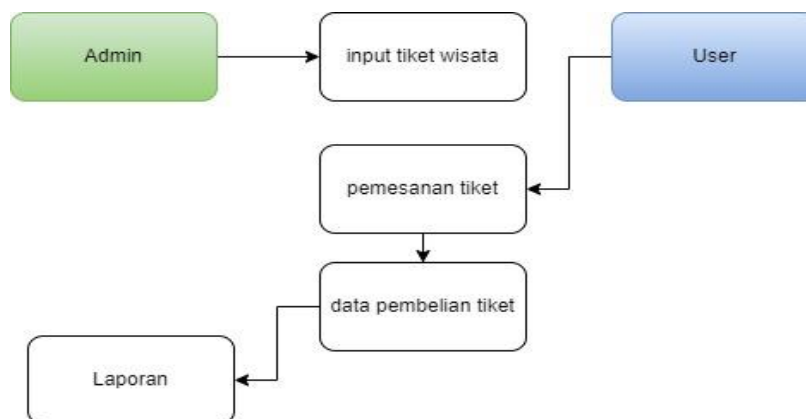 Admin
input tiket wisata
User
pemesanan tiket
data pembelian tiket
Laporan